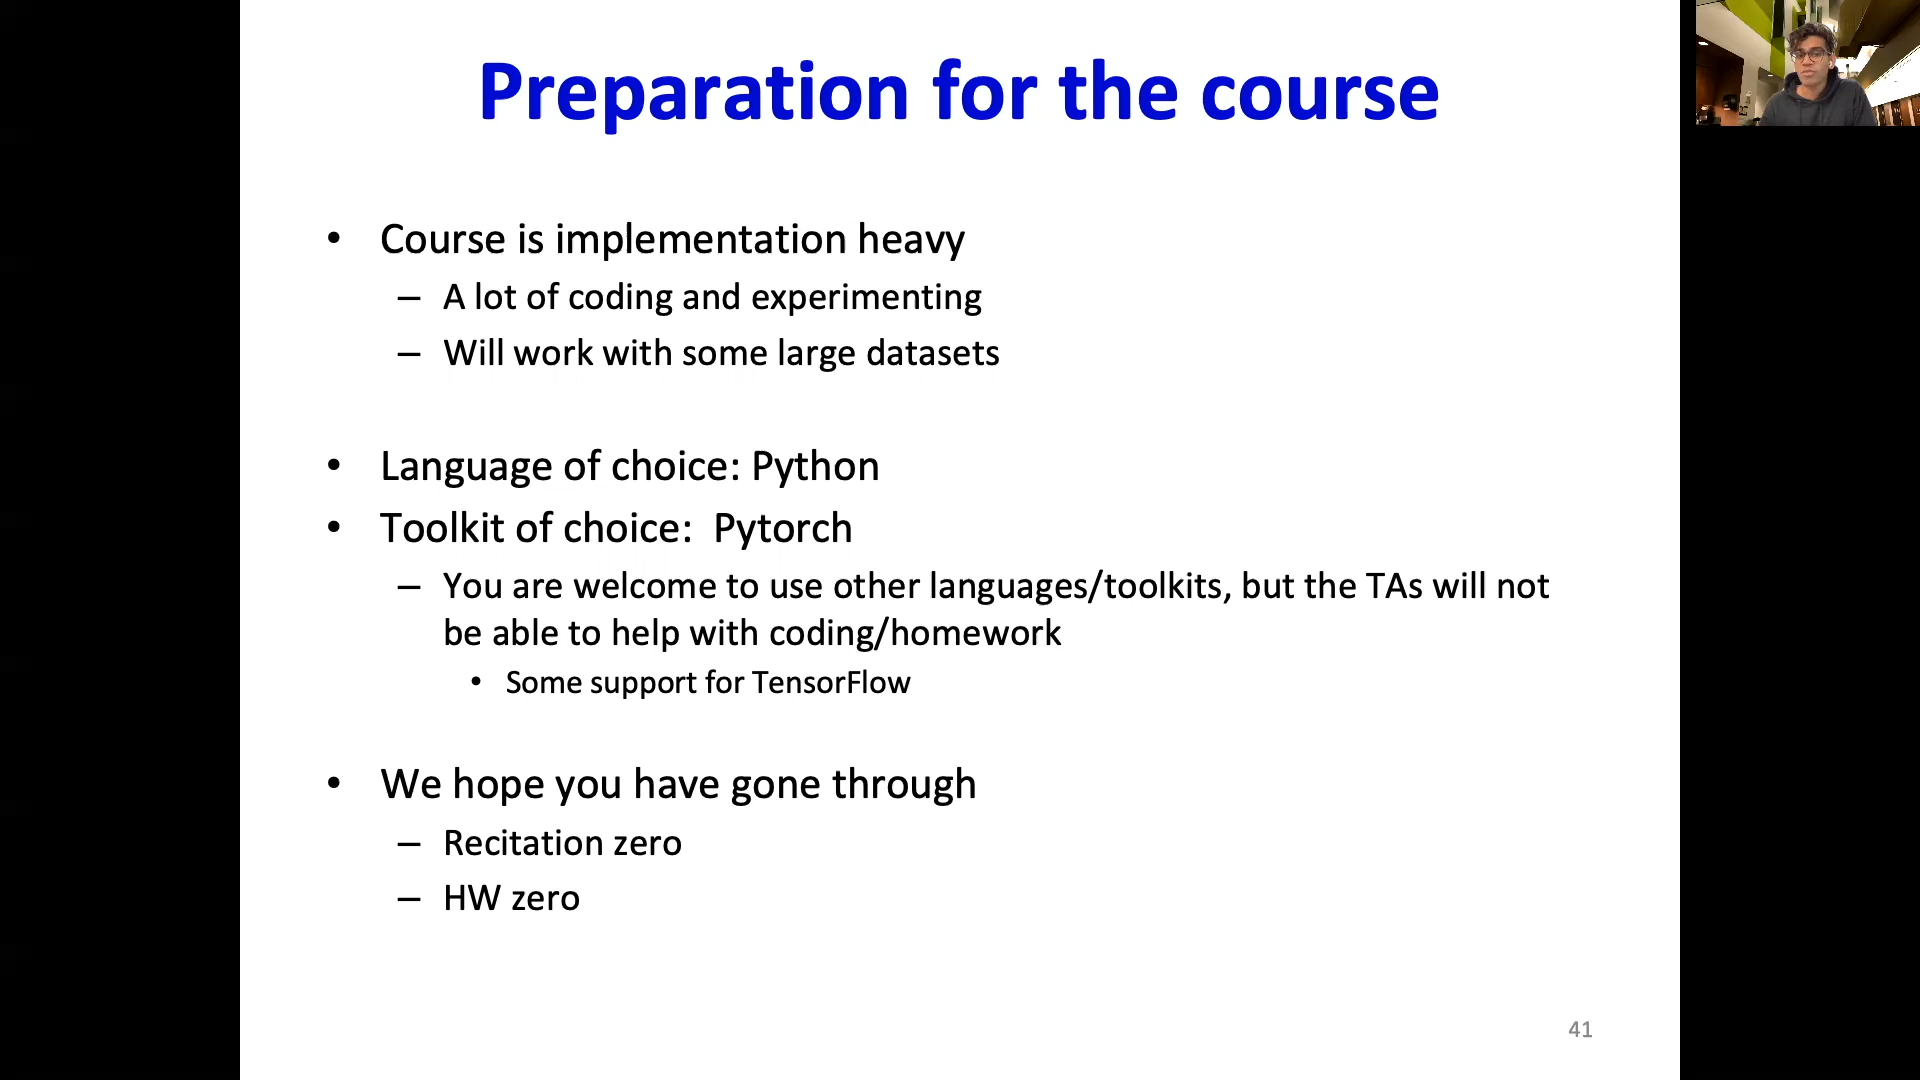 Preparation for the course
• Course is implementation heavy
– A lot of coding and experimenting
– Will work with some large datasets
• Language of choice: Python
• Toolkit of choice:  Pytorch
– You are welcome to use other languages/toolkits, but the TAs will not
be able to help with coding/homework
• Some support for TensorFlow
• We hope you have gone through
– Recitation zero
– HW zero
41